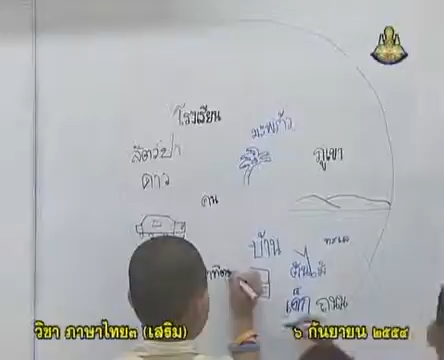 โรงเรียน
มะพร้าว
สัตว์ป่า
ภูเขา
ดาว
คน
บ้าน
ทะเล
ต้นไม้
เด็ก ถนน
วิชา ภาษาไทย๓ (เสริม)
๖ กันยายน ๒๕๕๔